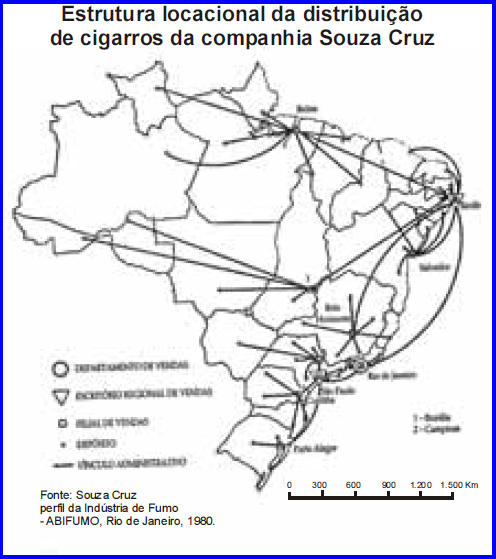 Estrutura locacional da distribuição
de cigarros da companhia Souza Cruz
Belém
Recife
Salvador
Belo
Horizonte
Rio de Janeiro
São Paulo
Curitiba
Porto Alegre
1
DEPARTAMENTO DE VENDAS
ESCRITÓRIO REGIONAL DE VENDAS
FILIAL DE VENDAS
DEPÓSITO
VÍNCULO ADMINISTRATIVO
1 - Brasília
2 - Campinas
0 300 600 900 1.200 1.500 Km
Fonte: Souza Cruz
perfil da Indústria de Fumo
- ABIFUMO, Rio de Janeiro, 1980.